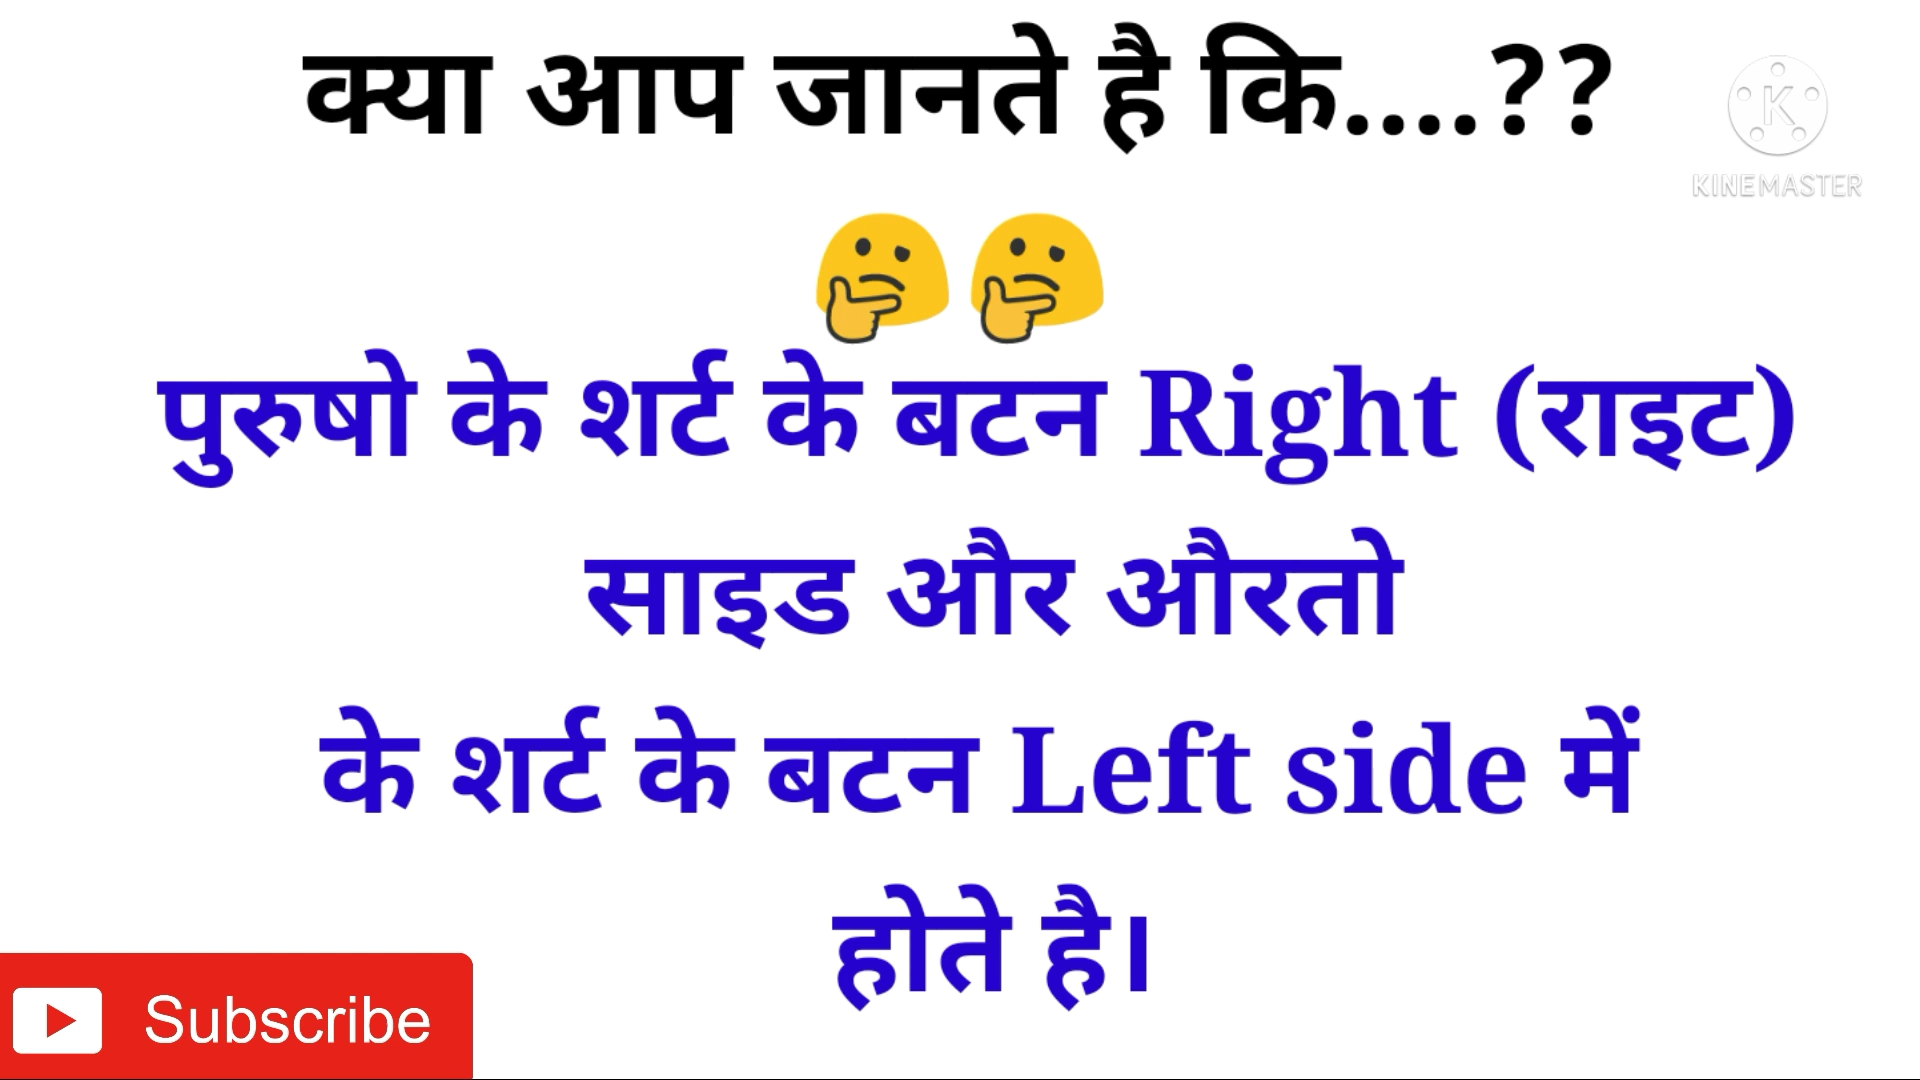 क्या आप जानते है कि....??
KINEMASTER
🤔🤔
पुरुषो के शर्ट के बटन Right (राइट)
साइड और औरतो
के शर्ट के बटन Left side में
होते है।
Subscribe